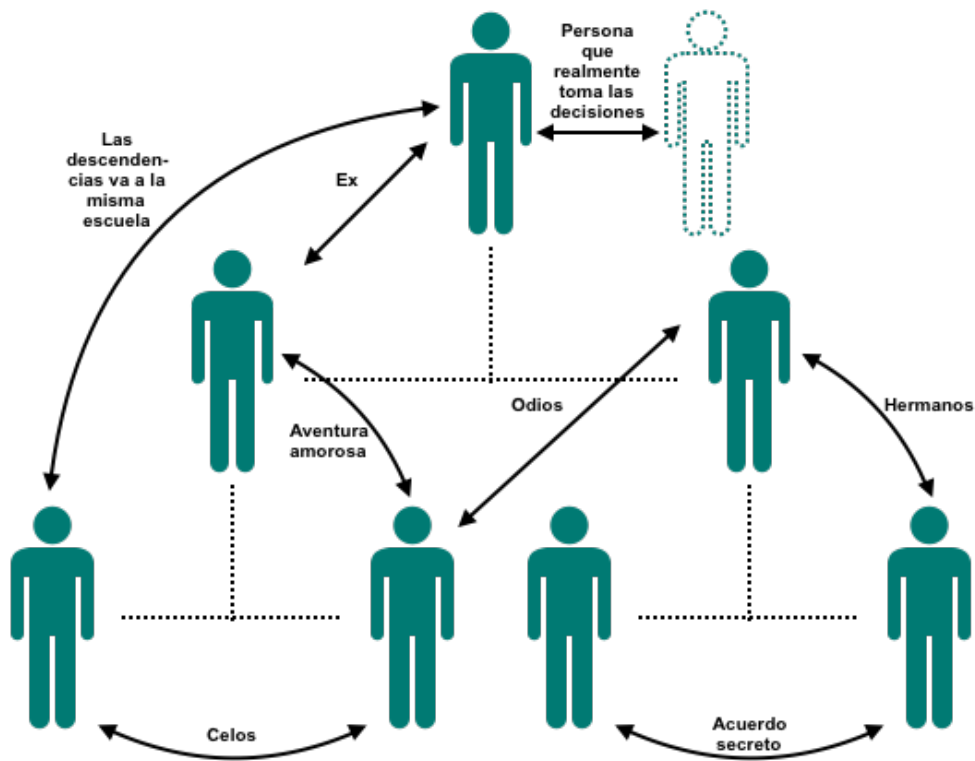 Persona
que
realmente
toma las
decisiones
Las
descenden-
cias va a la
misma
escuela
Ex
Odios
Hermanos
Aventura
amorosa
Celos
Acuerdo
secreto